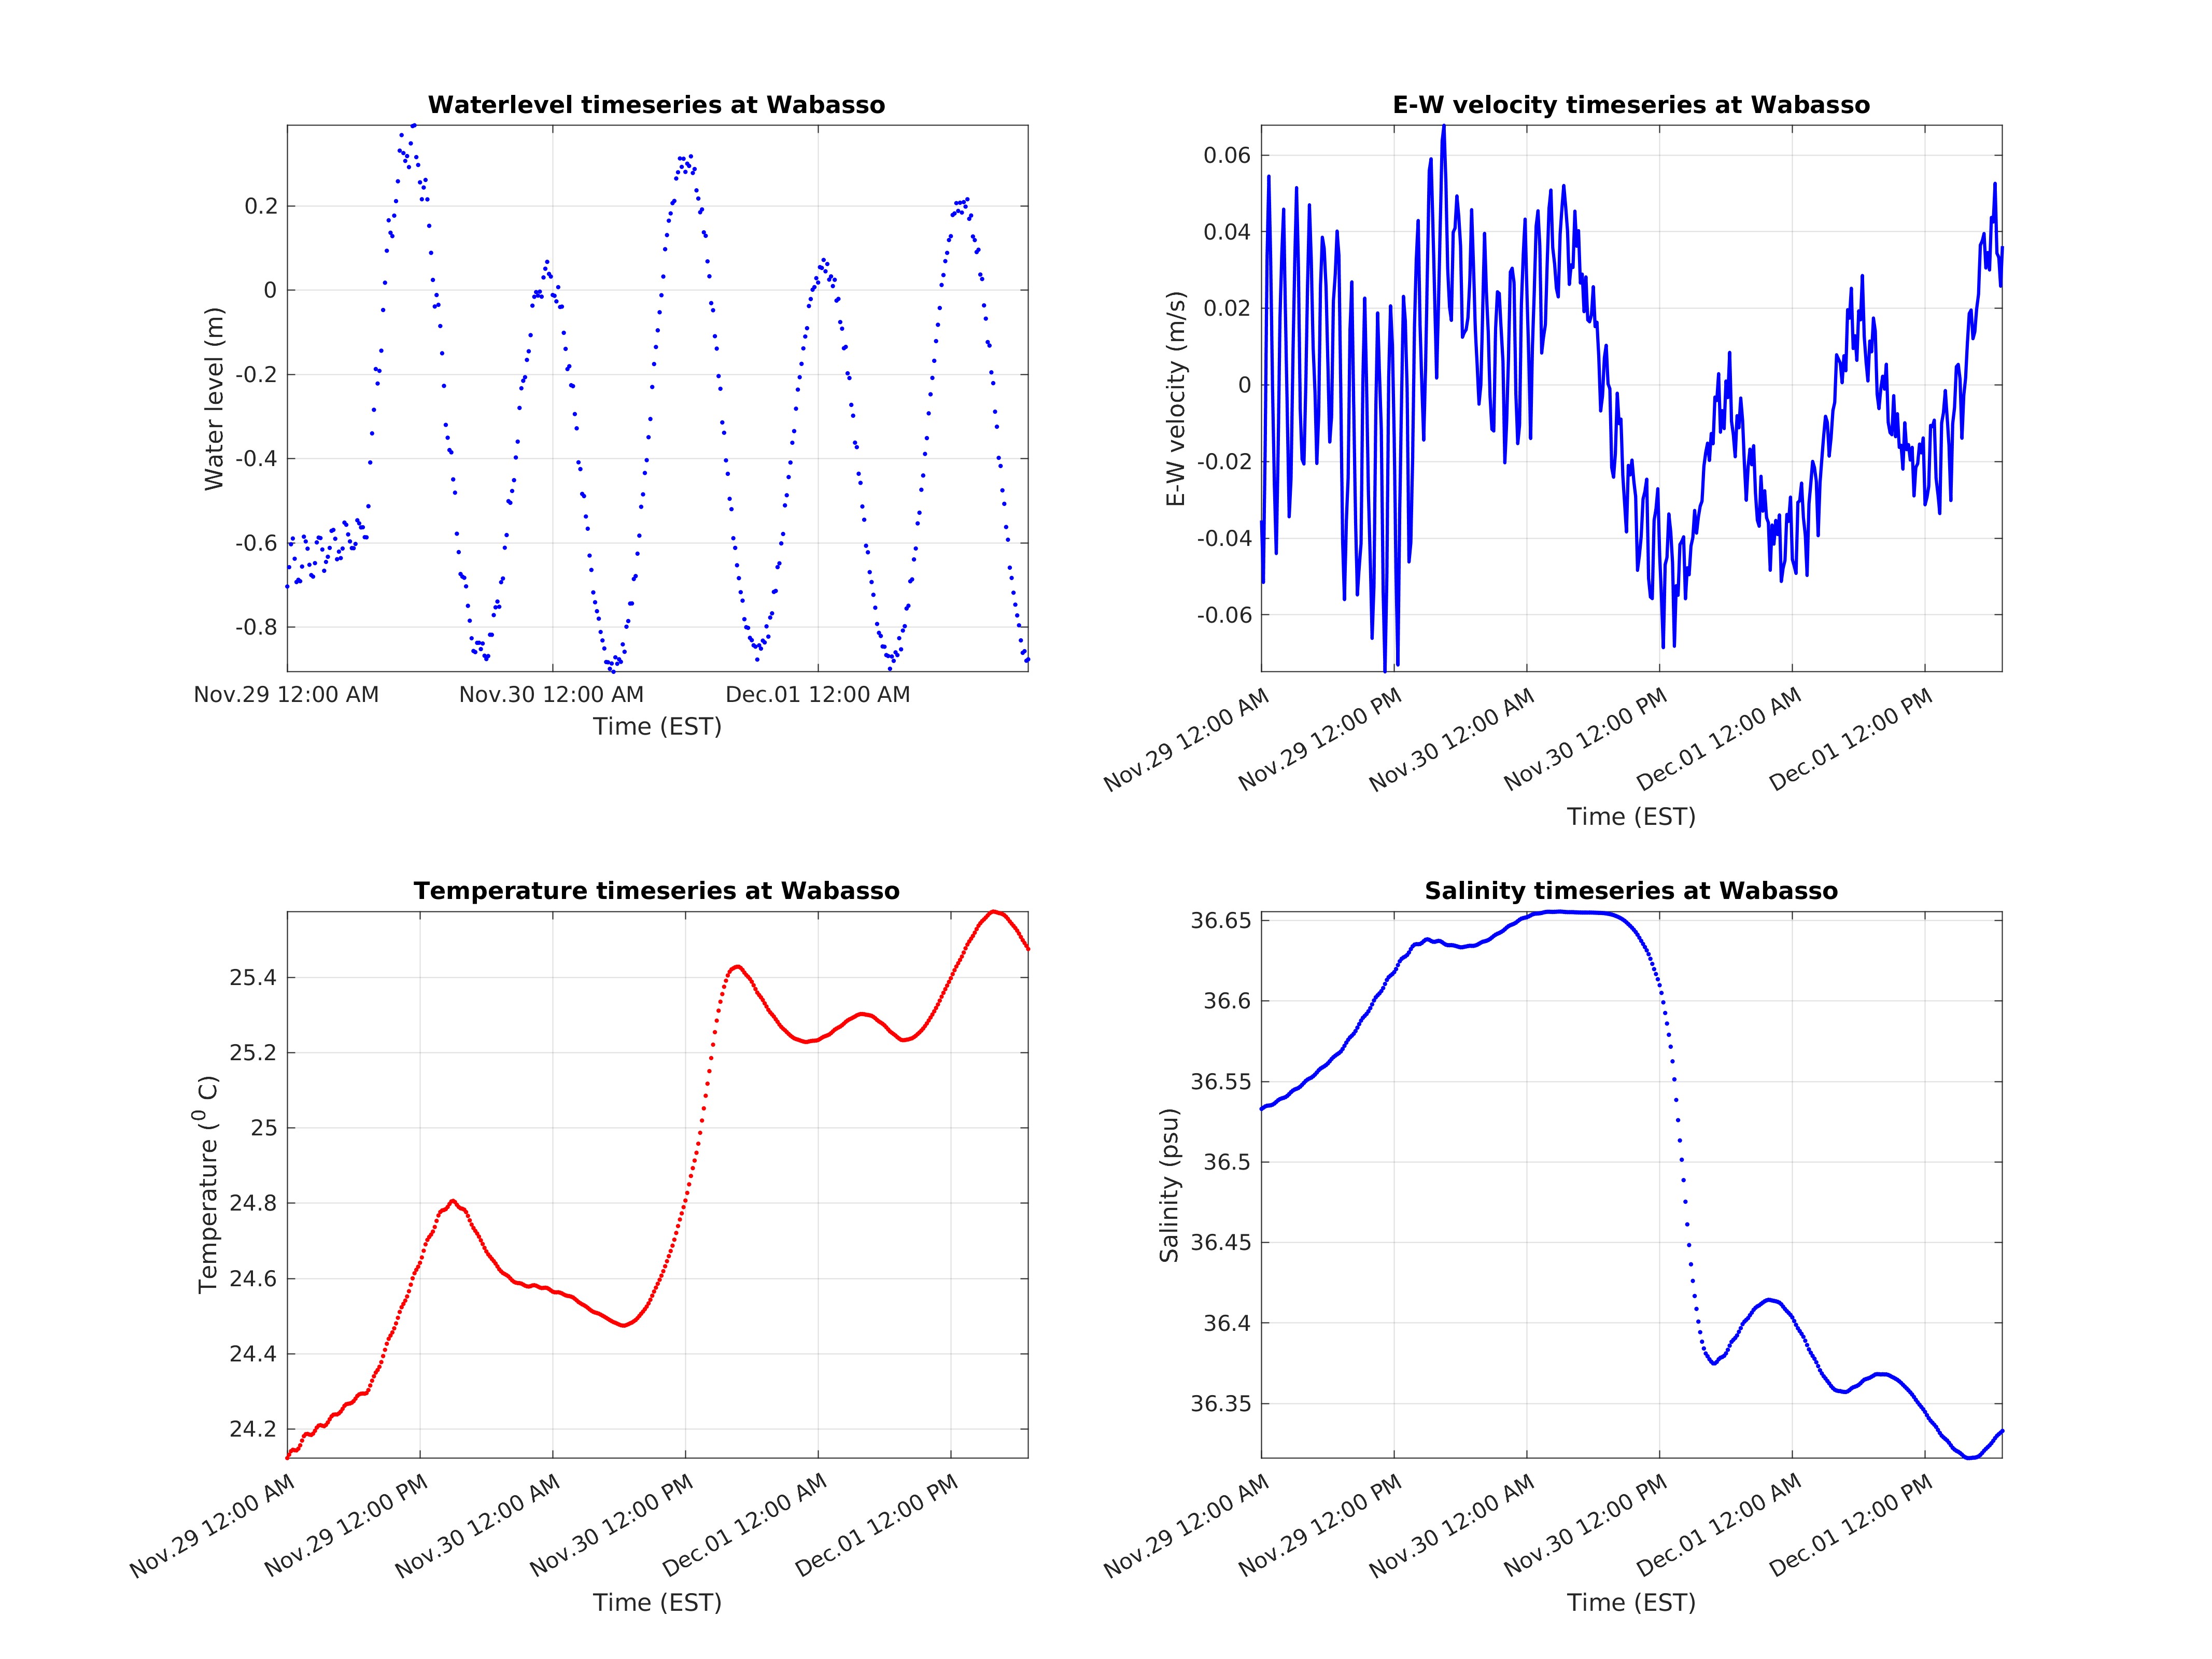 Waterlevel timeseries at Wabasso
0.2
0
-0.2
-0.4
-0.6
-0.8
Water level (m)
Nov.29 12:00 AM
Nov.30 12:00 AM
Dec.01 12:00 AM
Time (EST)
E-W velocity timeseries at Wabasso
0.06
0.04
0.02
0
-0.02
-0.04
-0.06
E-W velocity (m/s)
Nov.29 12:00 AM
Nov.29 12:00 PM
Nov.30 12:00 AM
Nov.30 12:00 PM
Dec.01 12:00 AM
Dec.01 12:00 PM
Time (EST)
Temperature timeseries at Wabasso
25.4
25.2
25
24.8
24.6
24.4
24.2
Temperature (⁰ C)
Nov.29 12:00 AM
Nov.29 12:00 PM
Nov.30 12:00 AM
Nov.30 12:00 PM
Dec.01 12:00 AM
Dec.01 12:00 PM
Time (EST)
Salinity timeseries at Wabasso
36.65
36.6
36.55
36.5
36.45
36.4
36.35
Salinity (psu)
Nov.29 12:00 AM
Nov.29 12:00 PM
Nov.30 12:00 AM
Nov.30 12:00 PM
Dec.01 12:00 AM
Dec.01 12:00 PM
Time (EST)